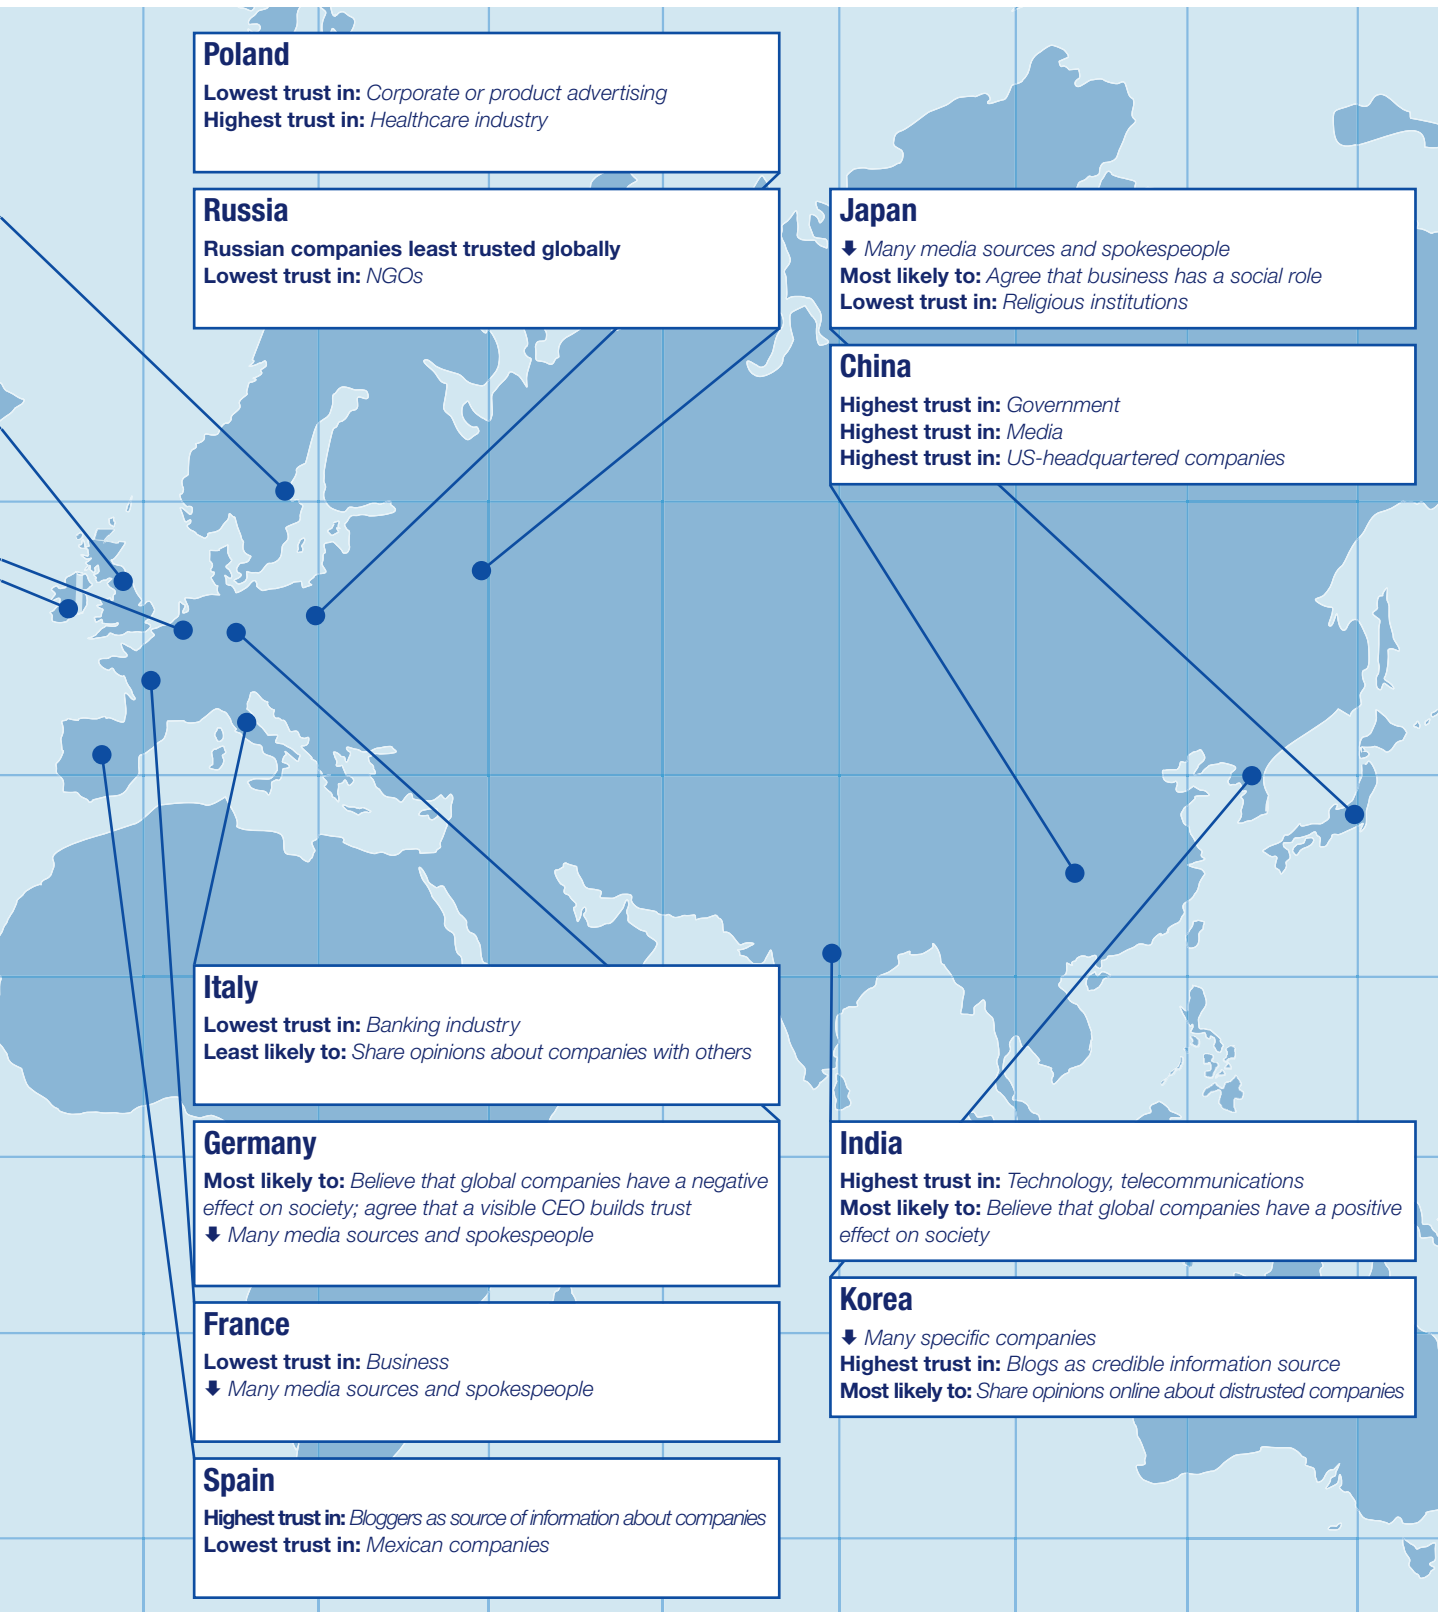 Poland
Lowest trust in: Corporate or product advertising
Highest trust in: Healthcare industry
Russia
Russian companies least trusted globally
Lowest trust in: NGOs
Japan
🡇 Many media sources and spokespeople
Most likely to: Agree that business has a social role
Lowest trust in: Religious institutions
China
Highest trust in: Government
Highest trust in: Media
Highest trust in: US-headquartered companies
Italy
Lowest trust in: Banking industry
Least likely to: Share opinions about companies with others
Germany
Most likely to: Believe that global companies have a negative
effect on society; agree that a visible CEO builds trust
🡇 Many media sources and spokespeople
France
Lowest trust in: Business
🡇 Many media sources and spokespeople
Spain
Highest trust in: Bloggers as source of information about companies
Lowest trust in: Mexican companies
India
Highest trust in: Technology, telecommunications
Most likely to: Believe that global companies have a positive
effect on society
Korea
🡇 Many specific companies
Highest trust in: Blogs as credible information source
Most likely to: Share opinions online about distrusted companies